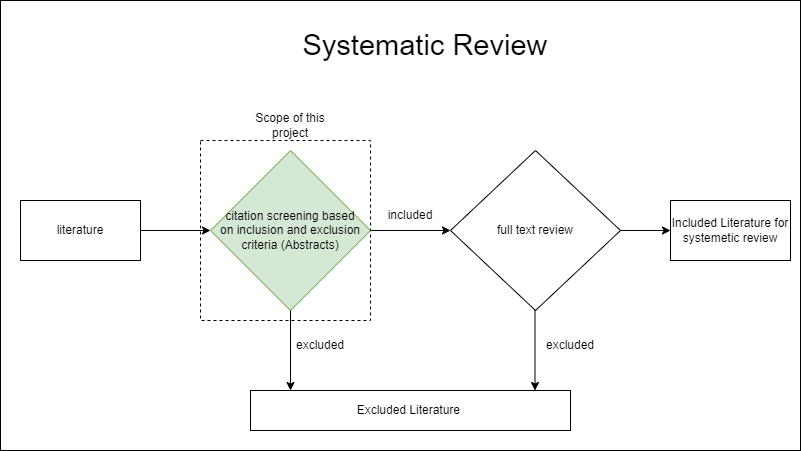 Systematic Review
Scope of this
project
literature
citation screening based
on inclusion and exclusion
criteria (Abstracts)
included
full text review
Included Literature for
systemetic review
excluded
excluded
Excluded Literature